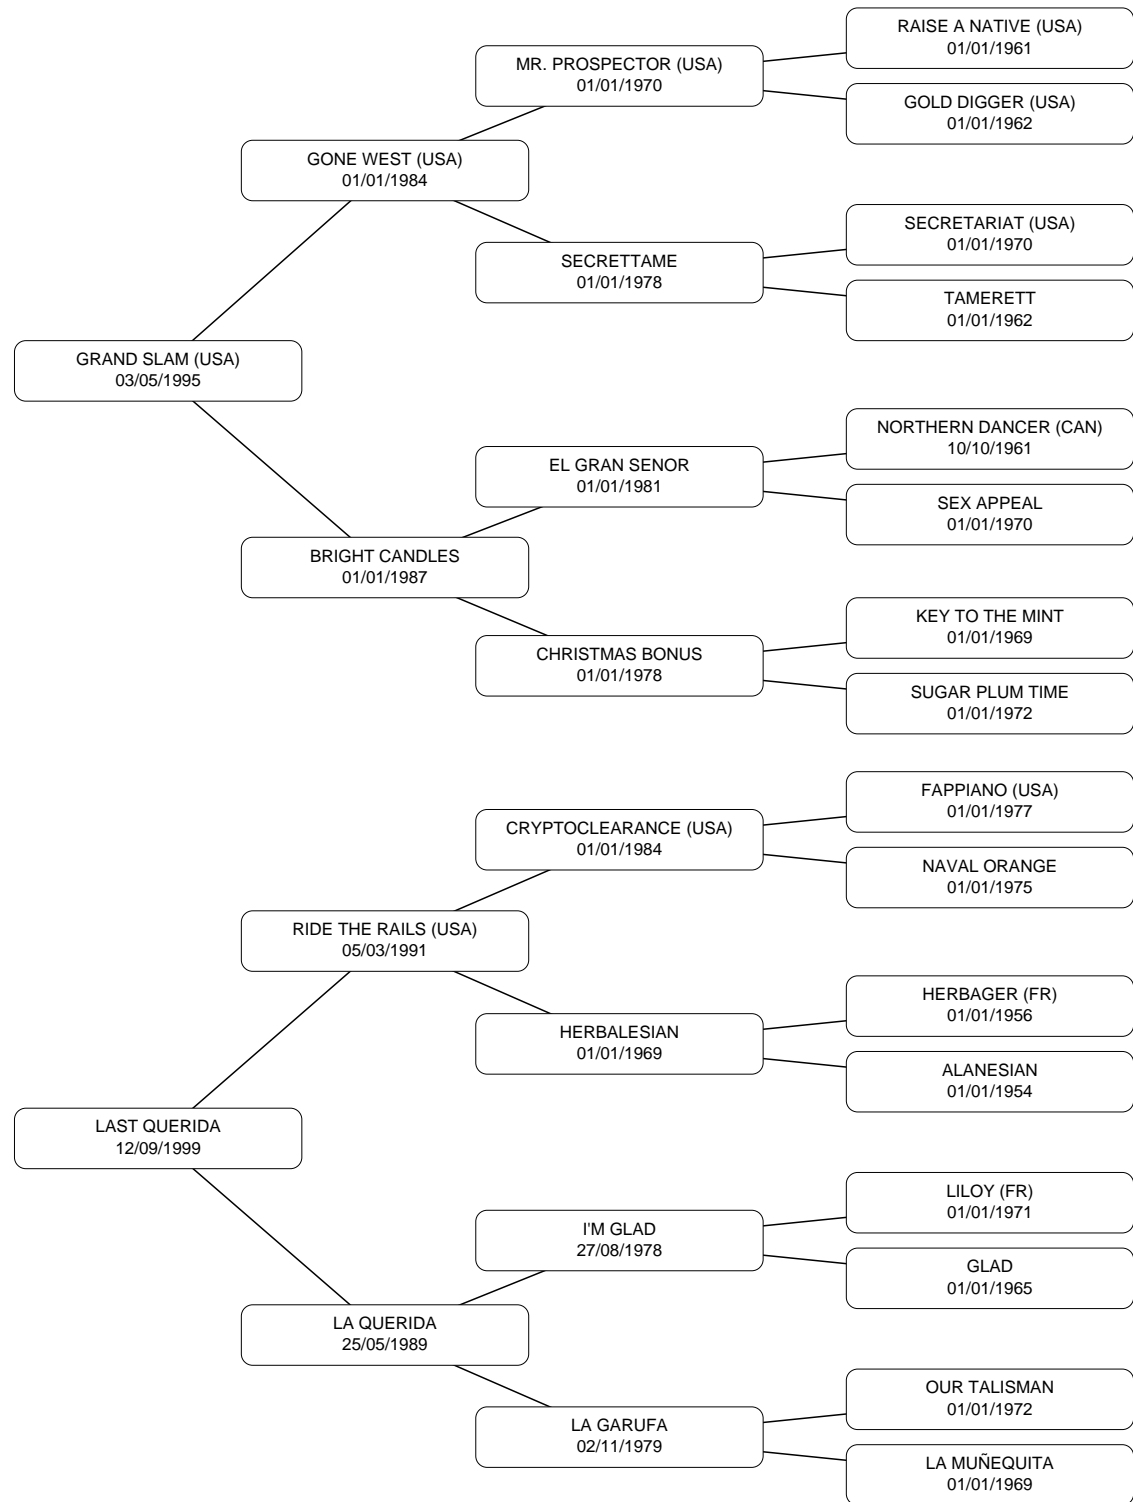 RAISE A NATIVE (USA)
01/01/1961
MR. PROSPECTOR (USA)
01/01/1970
GOLD DIGGER (USA)
01/01/1962
GONE WEST (USA)
01/01/1984
SECRETARIAT (USA)
01/01/1970
SECRETTAME
01/01/1978
TAMERETT
01/01/1962
GRAND SLAM (USA)
03/05/1995
NORTHERN DANCER (CAN)
10/10/1961
EL GRAN SENOR
01/01/1981
SEX APPEAL
01/01/1970
BRIGHT CANDLES
01/01/1987
KEY TO THE MINT
01/01/1969
CHRISTMAS BONUS
01/01/1978
SUGAR PLUM TIME
01/01/1972
FAPPIANO (USA)
01/01/1977
CRYPTOCLEARANCE (USA)
01/01/1984
NAVAL ORANGE
01/01/1975
RIDE THE RAILS (USA)
05/03/1991
HERBAGER (FR)
01/01/1956
HERBALESIAN
01/01/1969
ALANESIAN
01/01/1954
LAST QUERIDA
12/09/1999
LILOY (FR)
01/01/1971
I'M GLAD
27/08/1978
GLAD
01/01/1965
LA QUERIDA
25/05/1989
OUR TALISMAN
01/01/1972
LA GARUFA
02/11/1979
LA MUÑEQUITA
01/01/1969